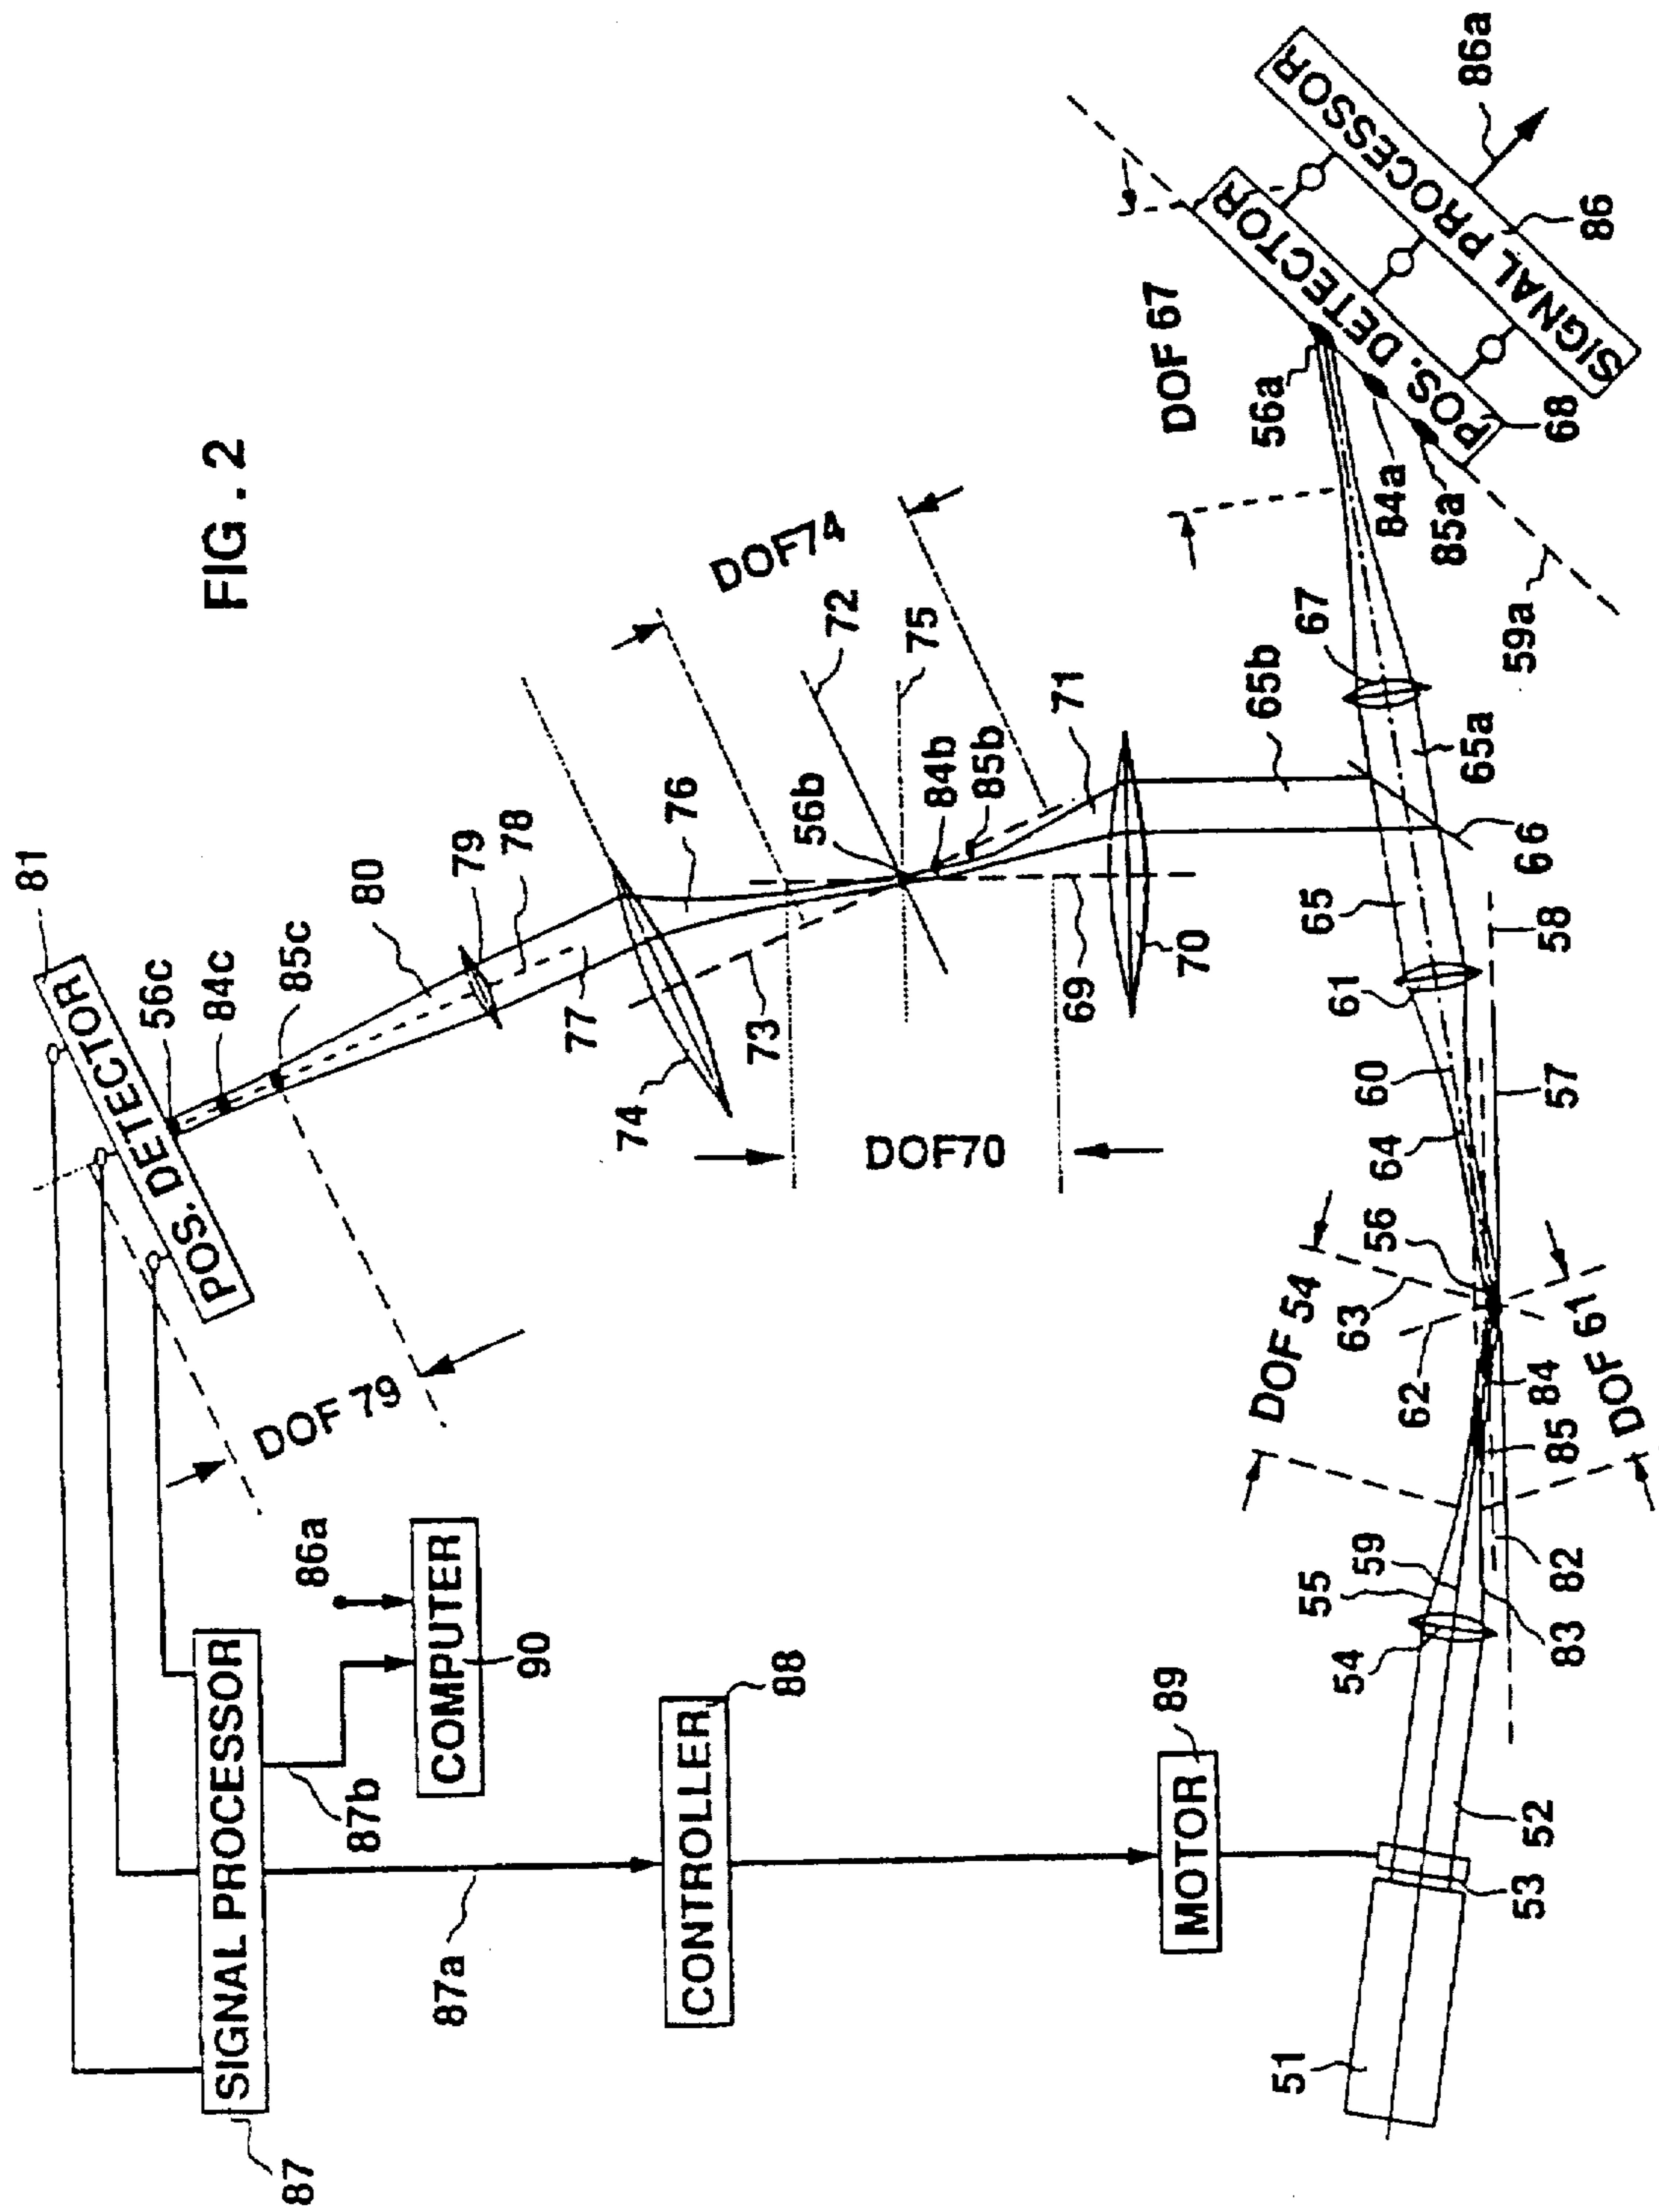 FIG. 2
81
POS. DETECTOR
56c
84c
85c
80
79
78
76
77
74
73
DOF 79
DOF74
72
75
56b
84b
85b
71
65b
69
70
DOF70
87
SIGNAL PROCESSOR
86a
COMPUTER
90
87b
87a
CONTROLLER
88
MOTOR
89
51
53
52
54
55
59
83
82
85
84
DOF 54
DOF 61
62
63
56
64
60
57
58
61
65
66
65a
67
59a
DOF 67
56a
84a
85a
68
POS. DETECTOR
SIGNAL PROCESSOR
86
86a